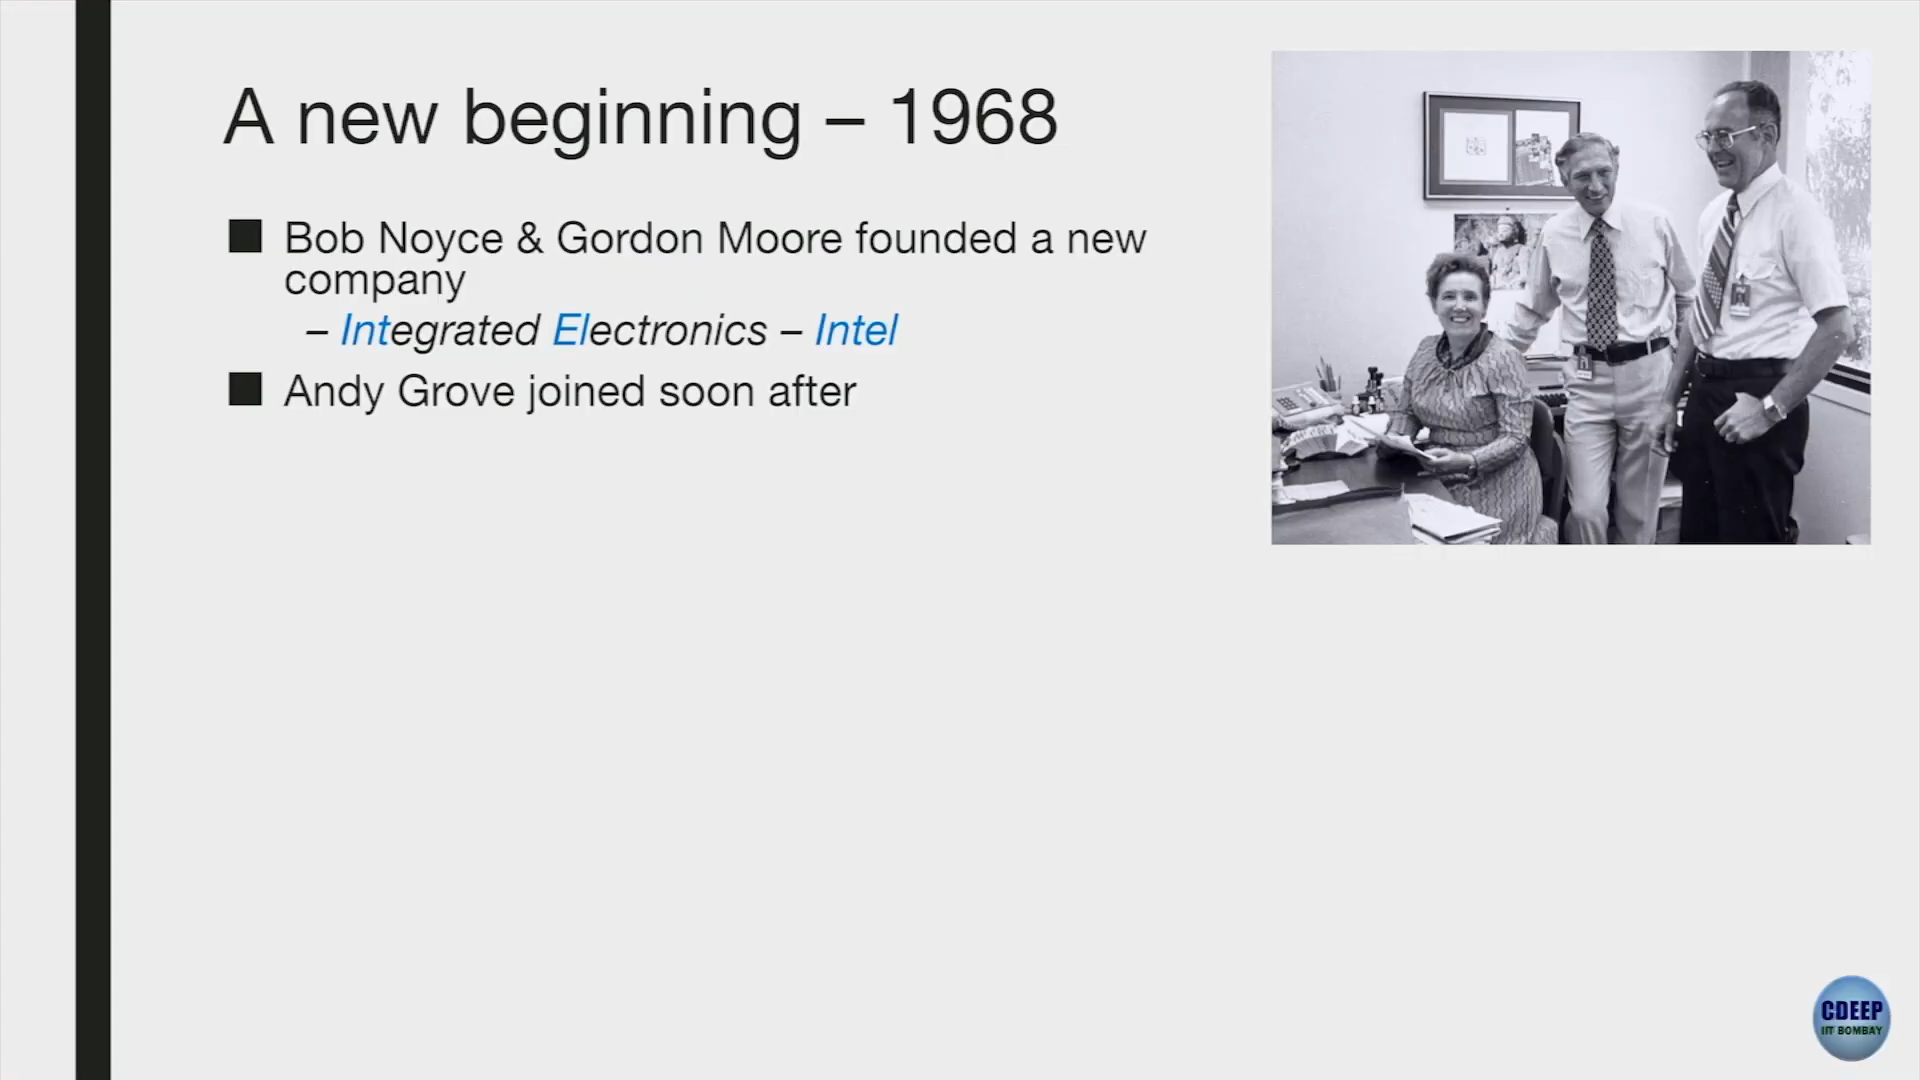 A new beginning – 1968
■ Bob Noyce & Gordon Moore founded a new
company
– Integrated Electronics – Intel
■ Andy Grove joined soon after
CDEEP
IIT BOMBAY